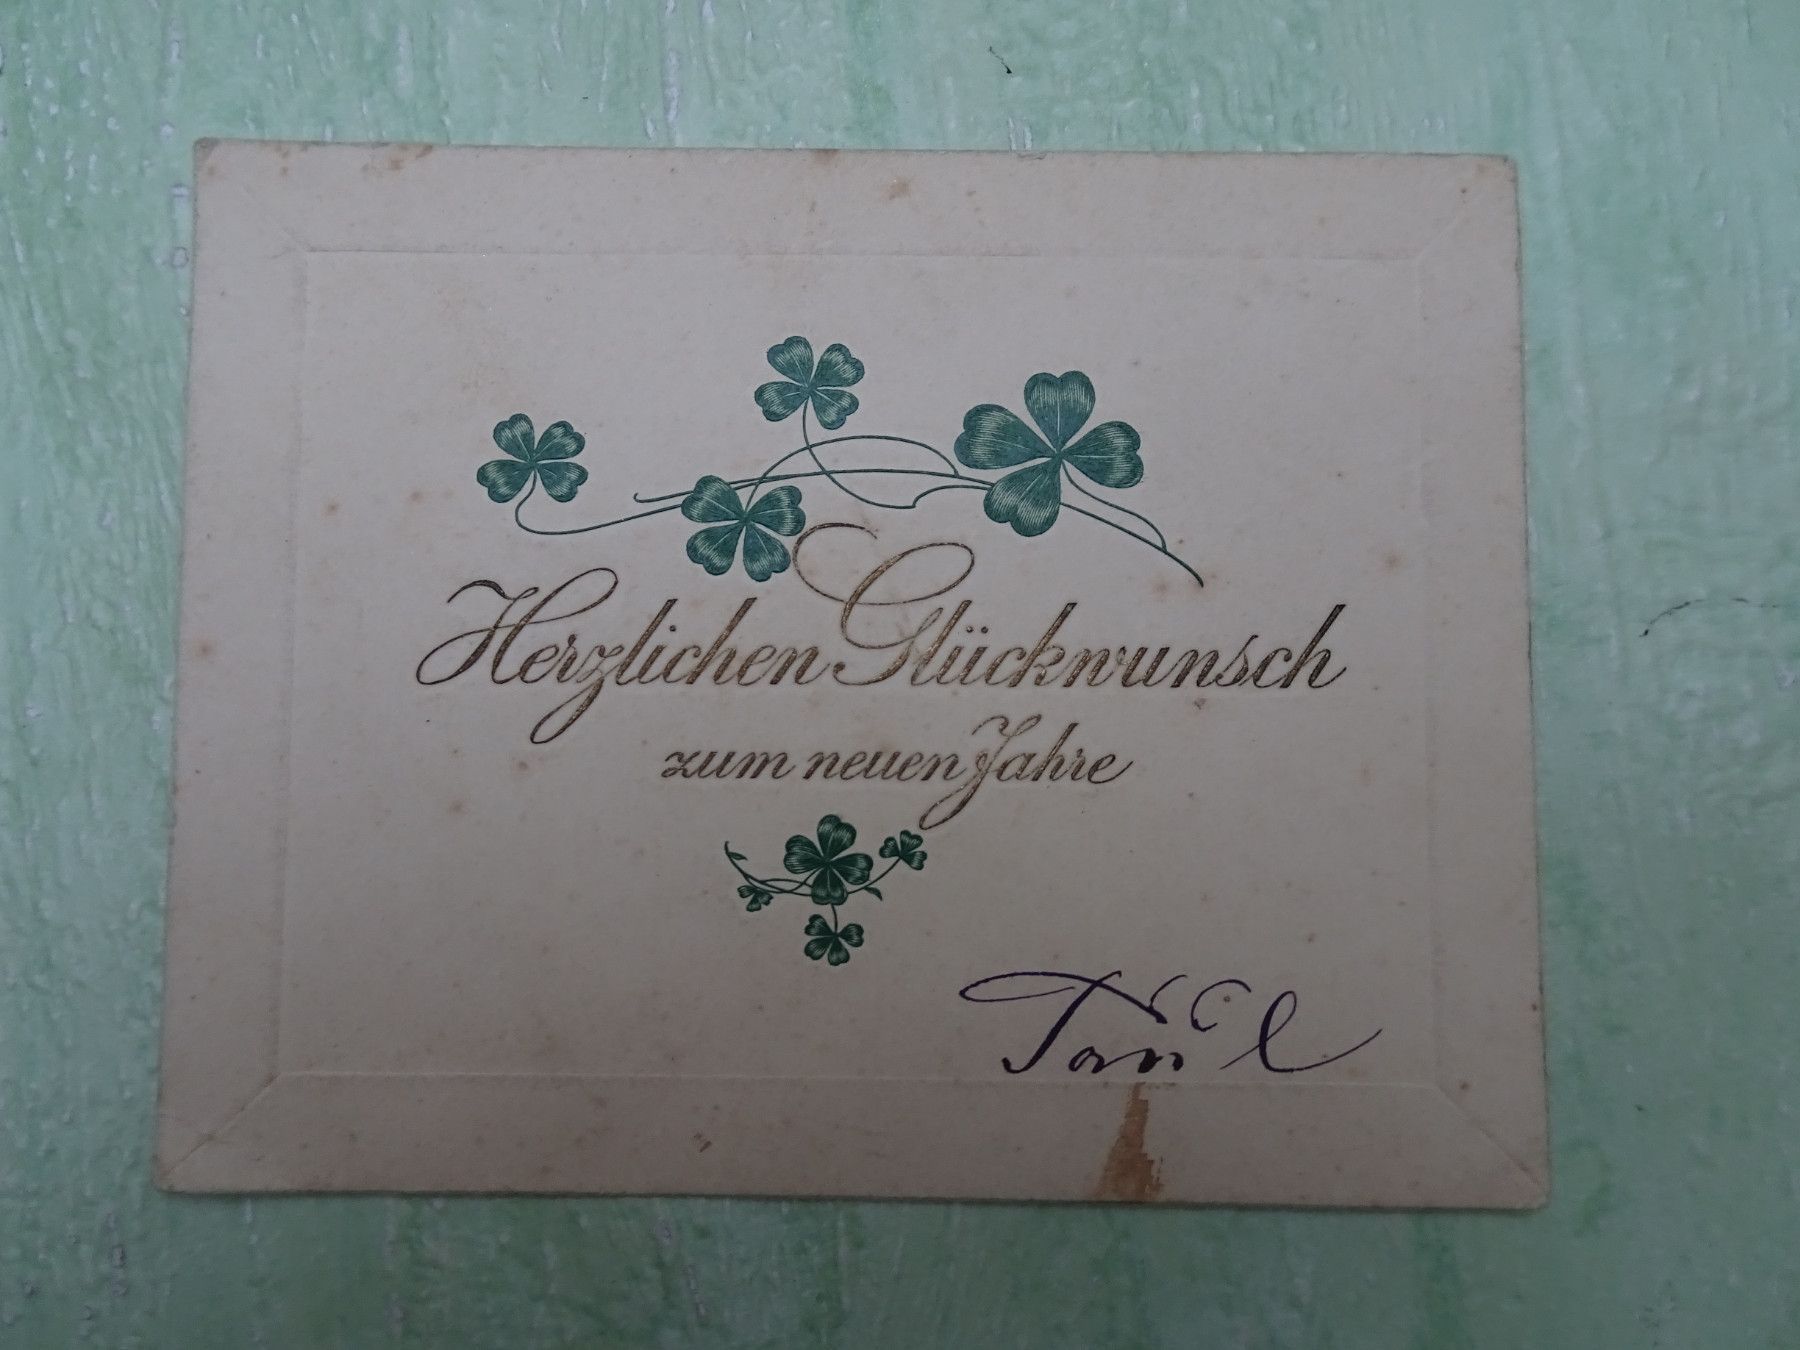 Herzlichen Glückwunsch
zum neuen Jahre